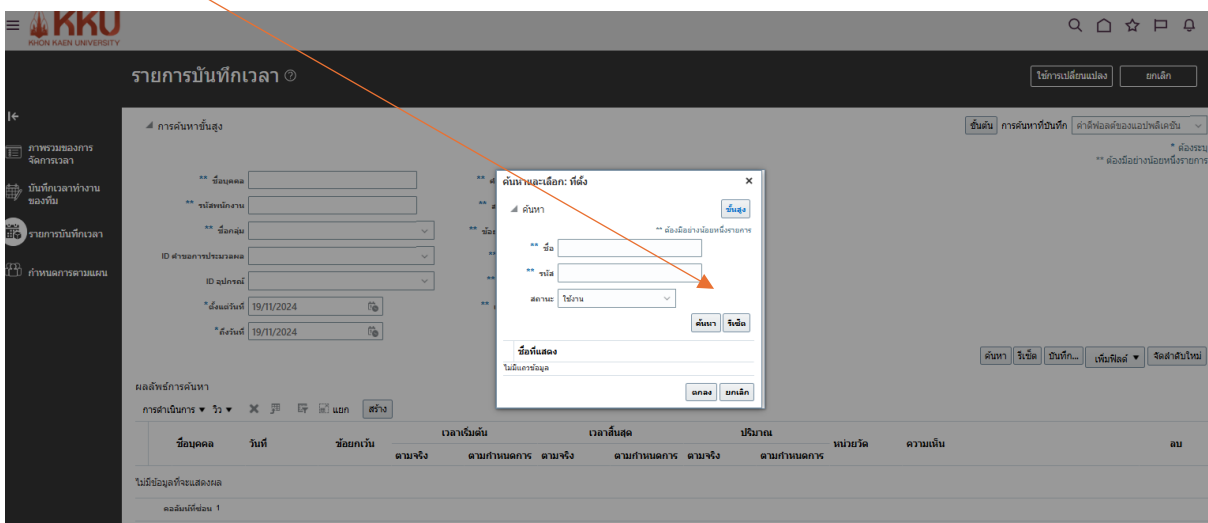 KKU
KHON KAEN UNIVERSITY
รายการบันทึกเวลา
ใช้การเปลี่ยนแปลง
ยกเลิก
การค้นหาขั้นสูง
ขั้นต้น การค้นหาที่บันทึก ค่าดีฟอลต์ของแอปพลิเคชัน
* ต้องระบุ
** ต้องมีอย่างน้อยหนึ่งรายการ
ภาพรวมของการ
จัดการเวลา
บันทึกเวลาทำงาน
ของทีม
รายการบันทึกเวลา
กำหนดการตามแผน
** ชื่อบุคคล
** รหัสพนักงาน
** ชื่อกลุ่ม
ID คำขอการประมวลผล
ID อุปกรณ์
* ตั้งแต่วันที่ 19/11/2024
* ถึงวันที่ 19/11/2024
ค้นหาและเลือก: ที่ตั้ง
ค้นหา
ขั้นสูง
** ต้องมีอย่างน้อยหนึ่งรายการ
** ชื่อ
** รหัส
สถานะ ใช้งาน
ค้นหา รีเซ็ต
ชื่อที่แสดง
ไม่มีแถวข้อมูล
ตกลง ยกเลิก
ค้นหา รีเซ็ต บันทึก... เพิ่มฟิลด์ จัดลำดับใหม่
ผลลัพธ์การค้นหา
การดำเนินการ วิว แยก สร้าง
ชื่อบุคคล วันที่ ข้อยกเว้น เวลาเริ่มต้น เวลาสิ้นสุด ปริมาณ หน่วยวัด ความเห็น ลบ
ตามจริง ตามกำหนดการ ตามจริง ตามกำหนดการ ตามจริง ตามกำหนดการ
ไม่มีข้อมูลที่จะแสดงผล
คอลัมน์ที่ซ่อน 1